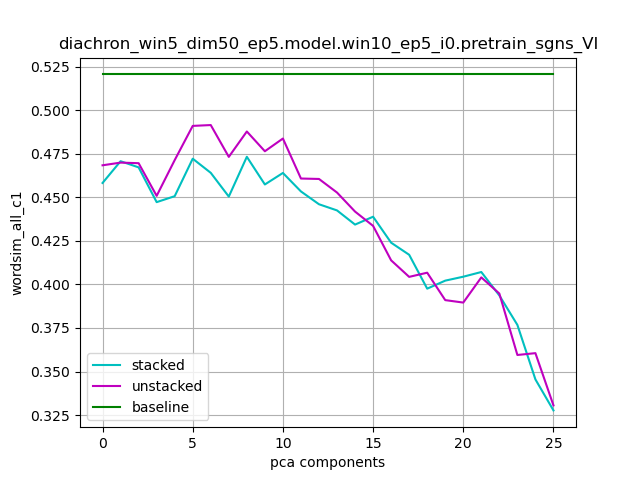 diachron_win5_dim50_ep5.model.win10_ep5_i0.pretrain_sgns_VI
0.525
0.500
0.475
0.450
0.425
0.400
0.375
0.350
0.325
wordsim_all_c1
stacked
unstacked
baseline
0 5 10 15 20 25
pca components